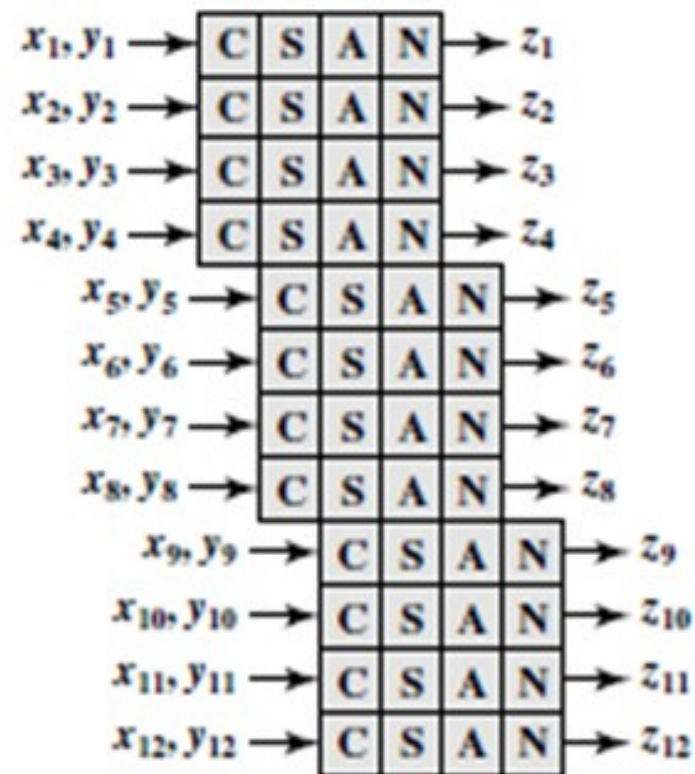 x₁, y₁ C S A N z₁
x₂, y₂ C S A N z₂
x₃, y₃ C S A N z₃
x₄, y₄ C S A N z₄
x₅, y₅ C S A N z₅
x₆, y₆ C S A N z₆
x₇, y₇ C S A N z₇
x₈, y₈ C S A N z₈
x₉, y₉ C S A N z₉
x₁₀, y₁₀ C S A N z₁₀
x₁₁, y₁₁ C S A N z₁₁
x₁₂, y₁₂ C S A N z₁₂